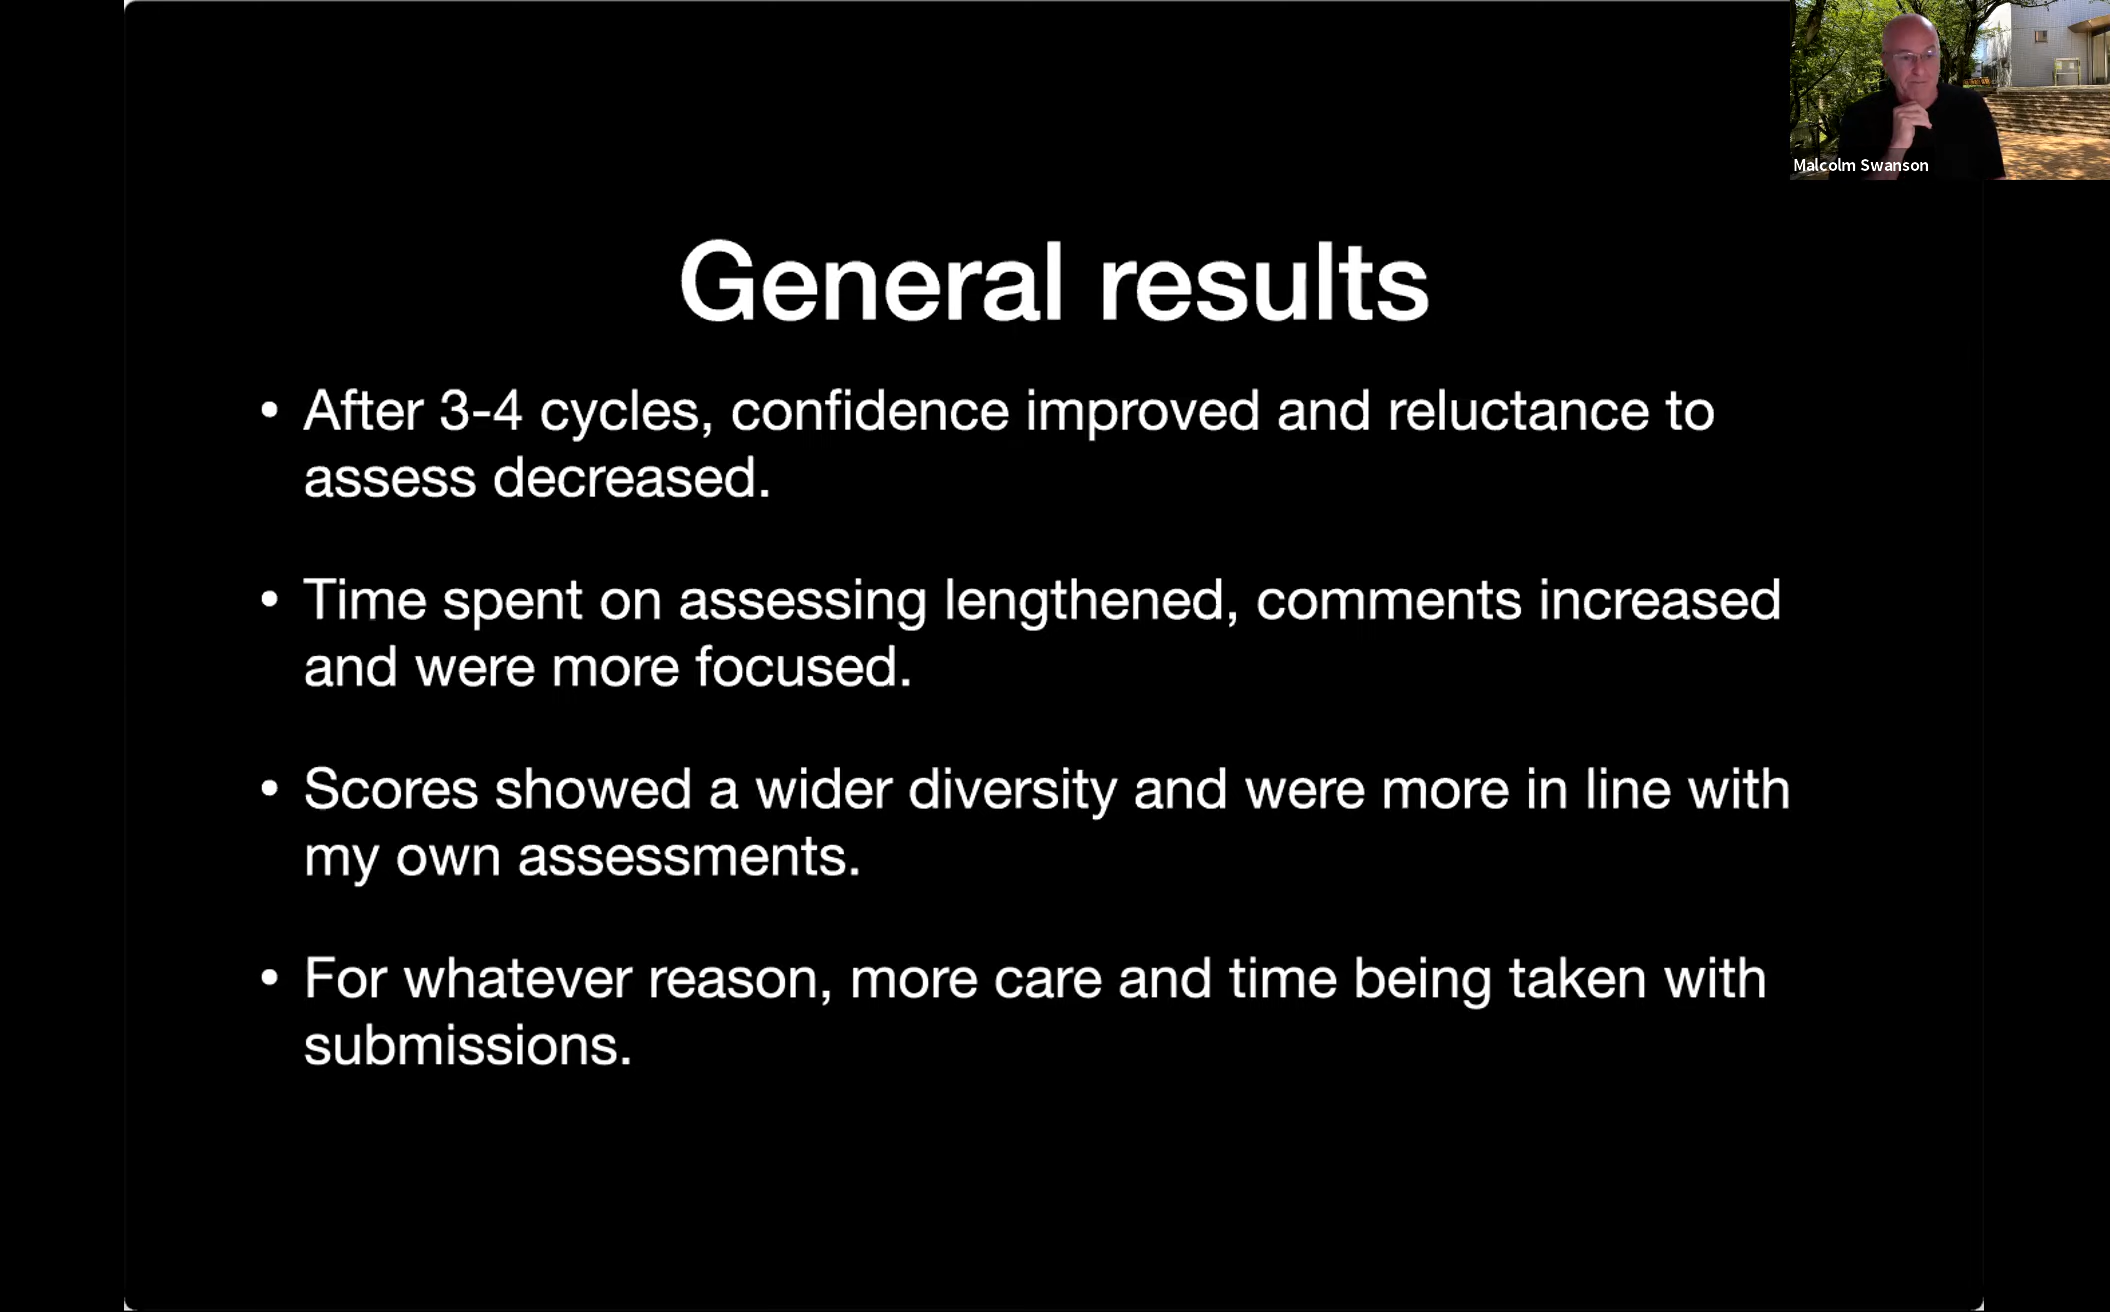 Malcolm Swanson
General results
• After 3-4 cycles, confidence improved and reluctance to
assess decreased.
• Time spent on assessing lengthened, comments increased
and were more focused.
• Scores showed a wider diversity and were more in line with
my own assessments.
• For whatever reason, more care and time being taken with
submissions.